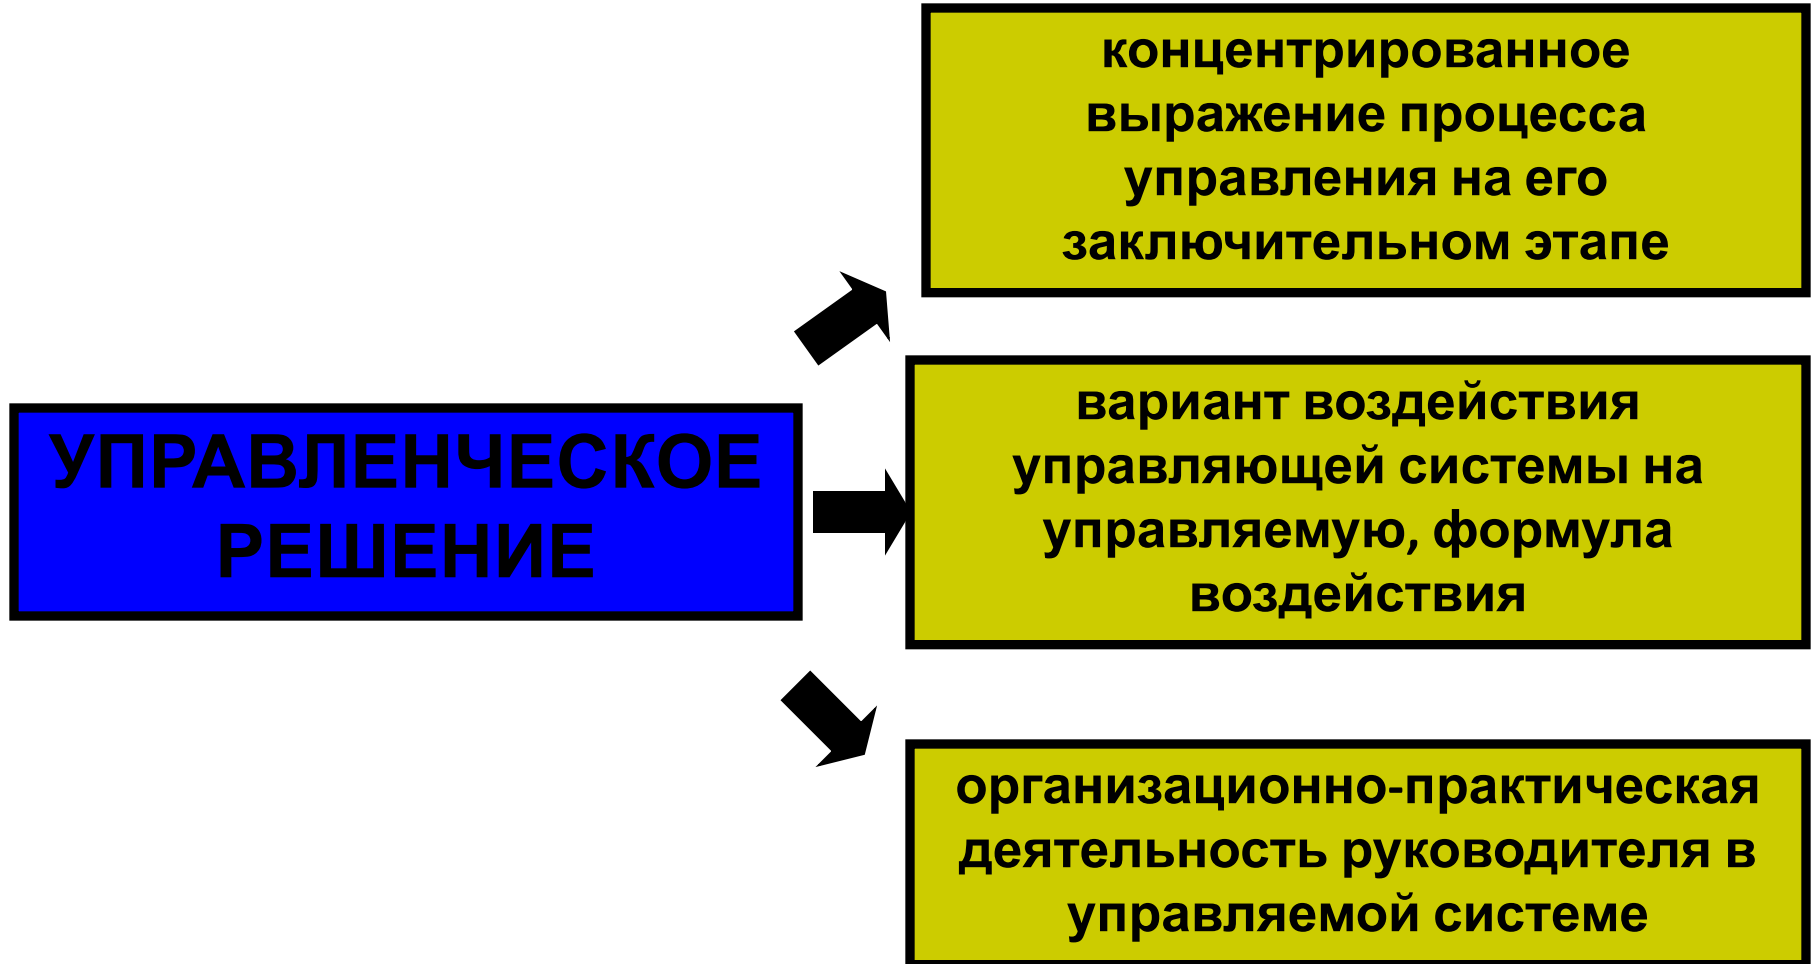 концентрированное
выражение процесса
управления на его
заключительном этапе
УПРАВЛЕНЧЕСКОЕ
РЕШЕНИЕ
вариант воздействия
управляющей системы на
управляемую, формула
воздействия
организационно-практическая
деятельность руководителя в
управляемой системе